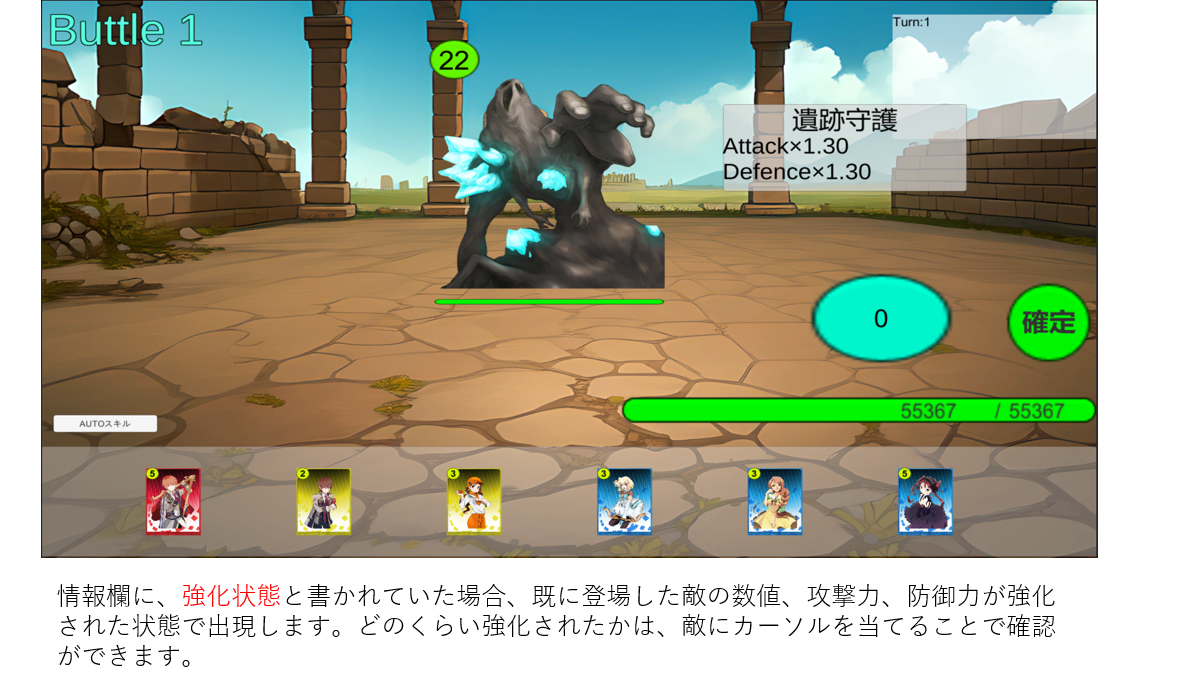 Buttle 1
Turn:1
22
遺跡守護
Attack×1.30
Defence×1.30
0
確定
55367 / 55367
AUTOスキル
5
2
3
3
3
5
情報欄に、強化状態と書かれていた場合、既に登場した敵の数値、攻撃力、防御力が強化
された状態で出現します。どのくらい強化されたかは、敵にカーソルを当てることで確認
ができます。